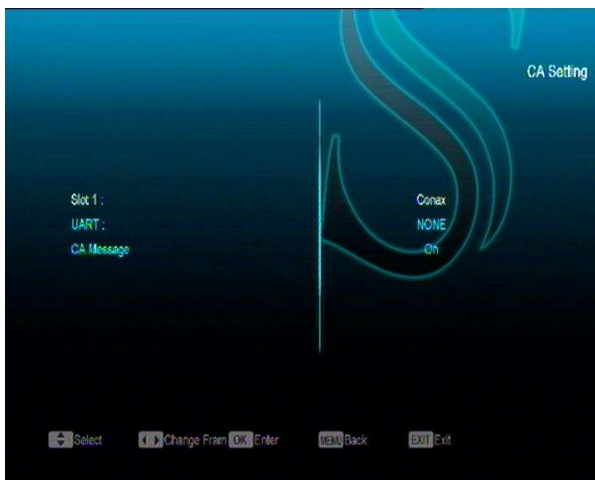 CA Setting
Slot 1 : Conax
UART : NONE
CA Message On
Select Change Fram OK Enter MENU Back EXIT Exit